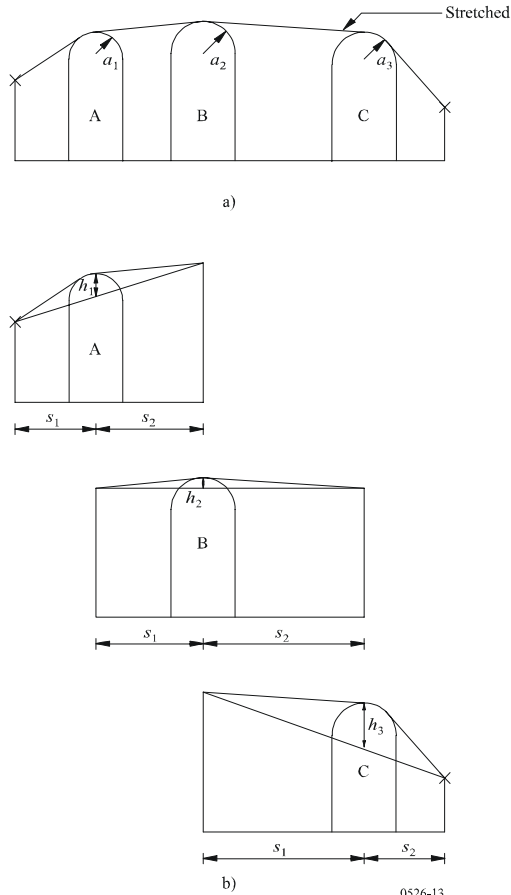 Stretched
a1 a2 a3
A B C
a)
h1
A
s1 s2
h2
B
s1 s2
h3
C
s1 s2
b)
0526-13